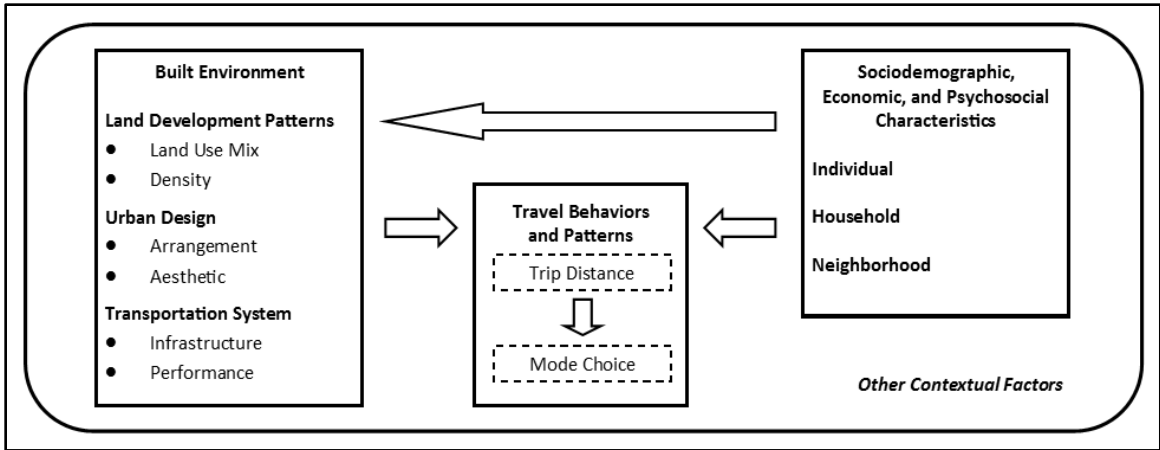 Built Environment
Land Development Patterns
● Land Use Mix
● Density
Urban Design
● Arrangement
● Aesthetic
Transportation System
● Infrastructure
● Performance
Travel Behaviors
and Patterns
Trip Distance
Mode Choice
Sociodemographic,
Economic, and Psychosocial
Characteristics
Individual
Household
Neighborhood
Other Contextual Factors